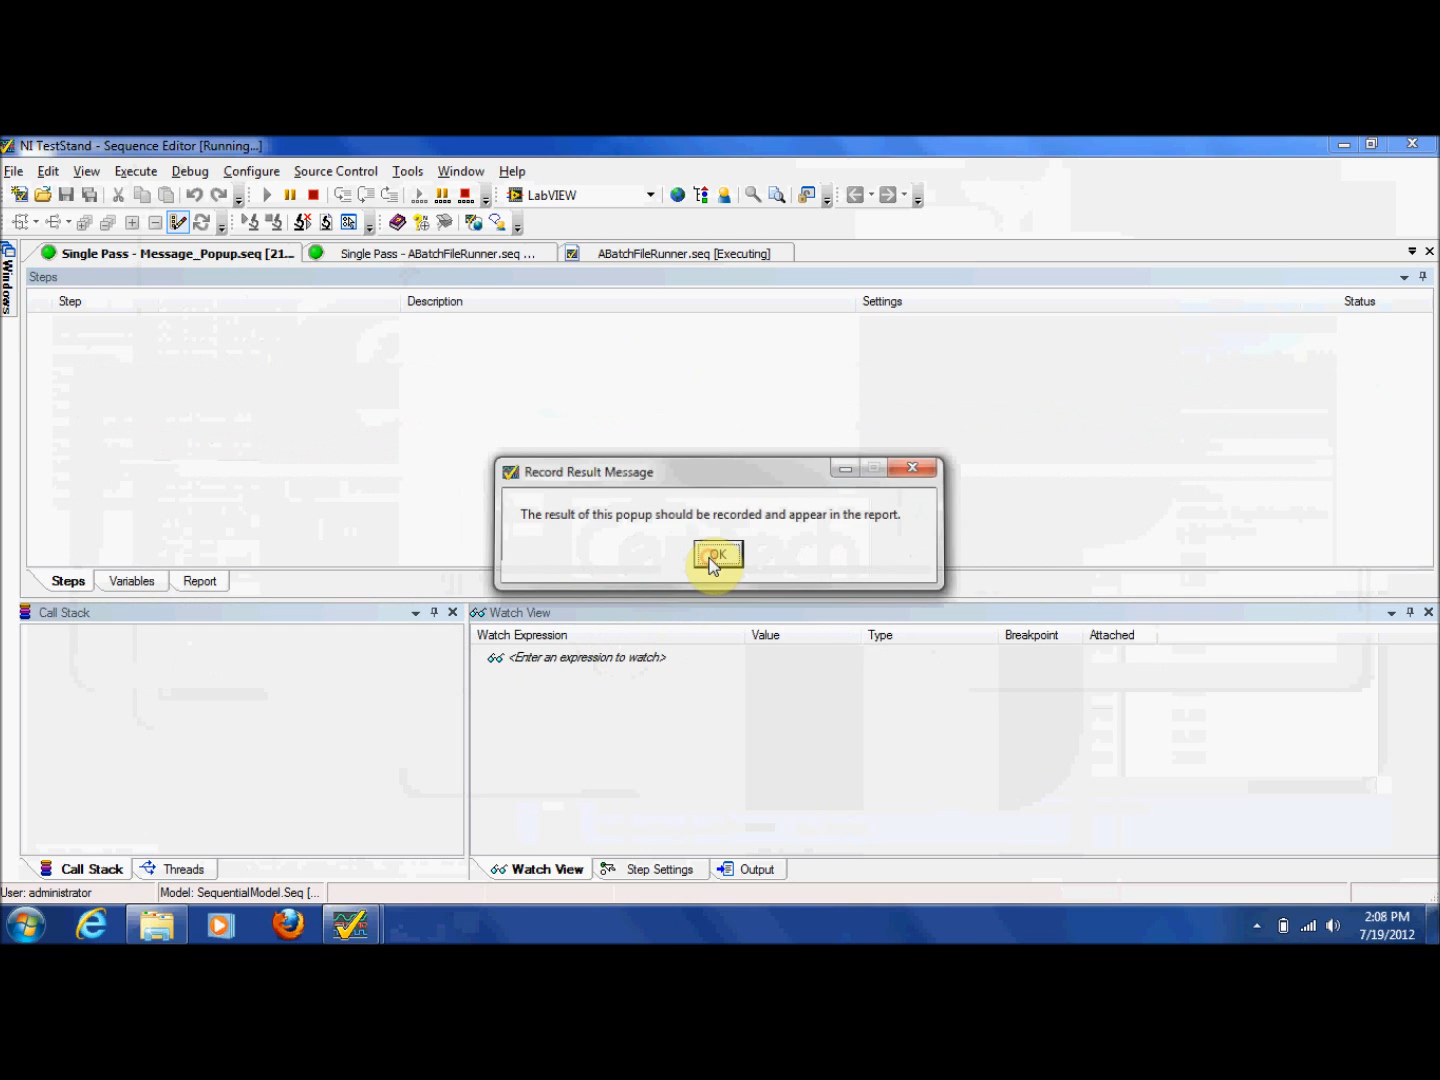 NI TestStand - Sequence Editor [Running...]
File Edit View Execute Debug Configure Source Control Tools Window Help
LabVIEW
Single Pass - Message_Popup.seq [21... Single Pass - ABatchFileRunner.seq ... ABatchFileRunner.seq [Executing]
Windows
Steps
Step Description Settings Status
Record Result Message
The result of this popup should be recorded and appear in the report.
OK
Steps Variables Report
Call Stack Watch View
Watch Expression Value Type Breakpoint Attached
<Enter an expression to watch>
Call Stack Threads Watch View Step Settings Output
User: administrator Model: SequentialModel.Seq [...
2:08 PM
7/19/2012